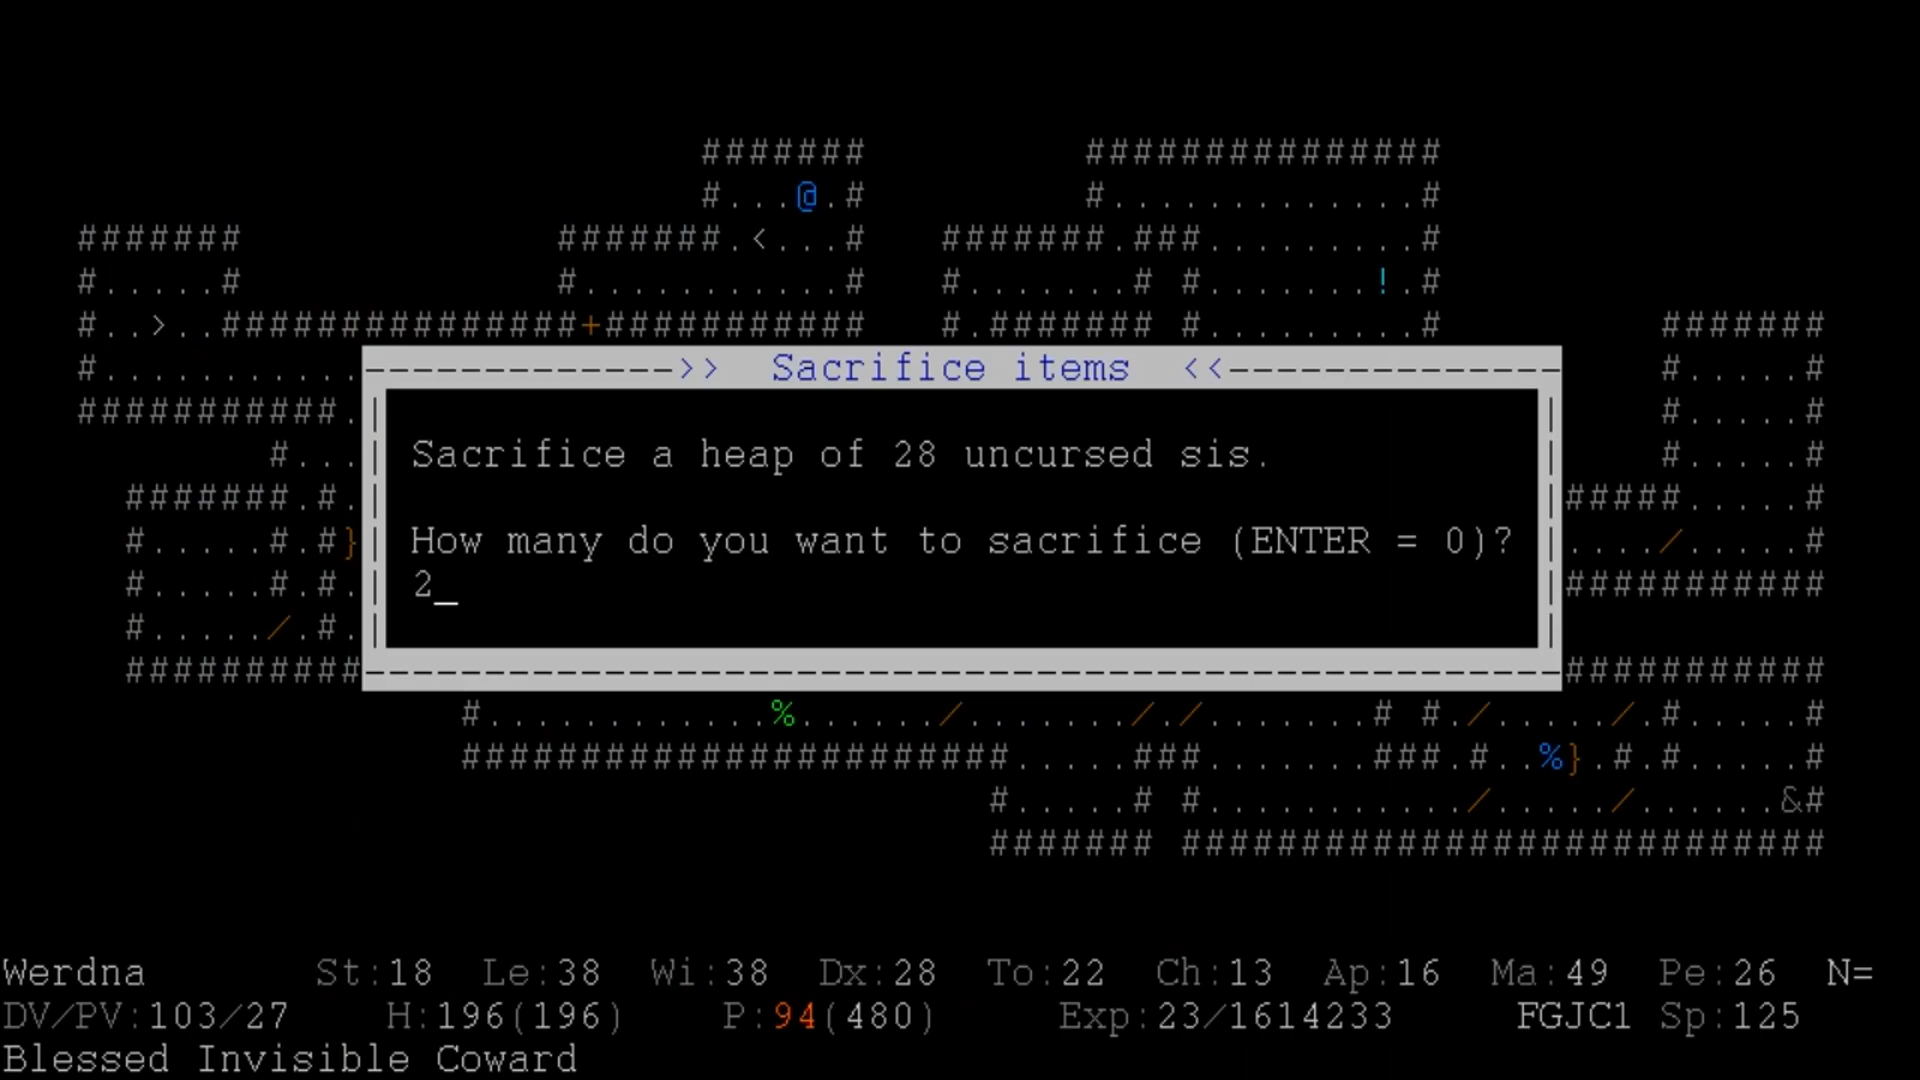 ####### ###############
#...@.# #.............#
####### #######.<...# #######.###.........#
#.....# #...........# #.......# #.......!.#
#..>..###############+########### #.####### #.........# #######
#........... ------------->> Sacrifice items <<-------------- #.....#
###########. #.....#
#... Sacrifice a heap of 28 uncursed sis. #.....#
#######.#. #####.....#
#.....#.#} How many do you want to sacrifice (ENTER = 0)? ..../.....#
#.....#.#. 2_ ###########
#...../.#.
########## ###########
#............%....../......././.......# #./...../.#.....#
#######################.....###.......###.#..%}.#.#.....#
#.....# #.........../...../......&#
####### ###########################
Werdna St:18 Le:38 Wi:38 Dx:28 To:22 Ch:13 Ap:16 Ma:49 Pe:26 N=
DV/PV:103/27 H:196(196) P:94(480) Exp:23/1614233 FGJC1 Sp:125
Blessed Invisible Coward